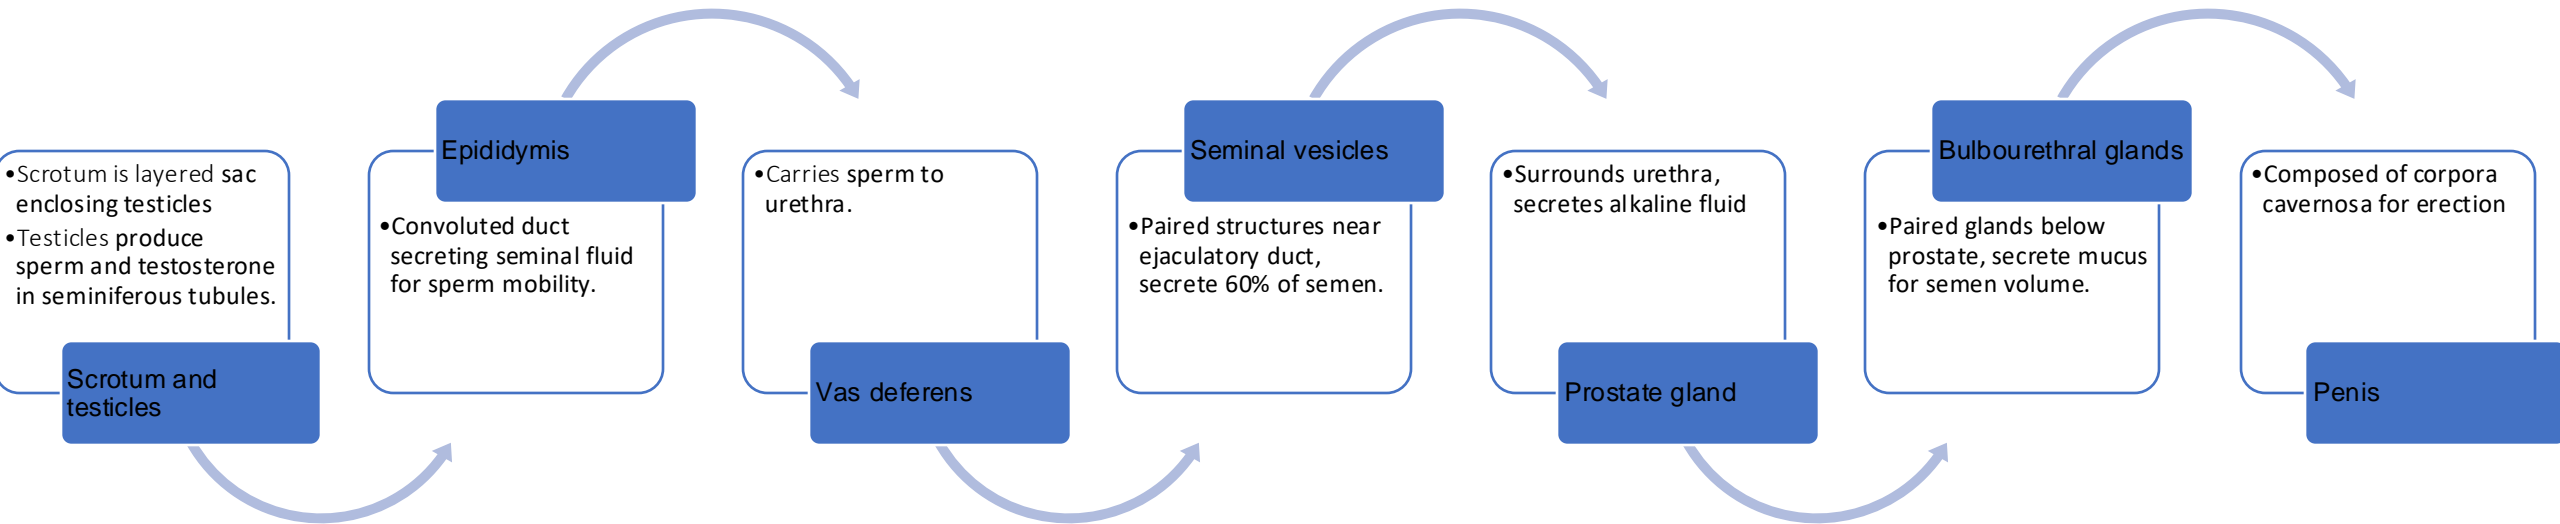 •Scrotum is layered sac
enclosing testicles
•Testicles produce
sperm and testosterone
in seminiferous tubules.
Scrotum and
testicles
Epididymis
•Convoluted duct
secreting seminal fluid
for sperm mobility.
•Carries sperm to
urethra.
Vas deferens
Seminal vesicles
•Paired structures near
ejaculatory duct,
secrete 60% of semen.
•Surrounds urethra,
secretes alkaline fluid
Prostate gland
Bulbourethral glands
•Paired glands below
prostate, secrete mucus
for semen volume.
•Composed of corpora
cavernosa for erection
Penis